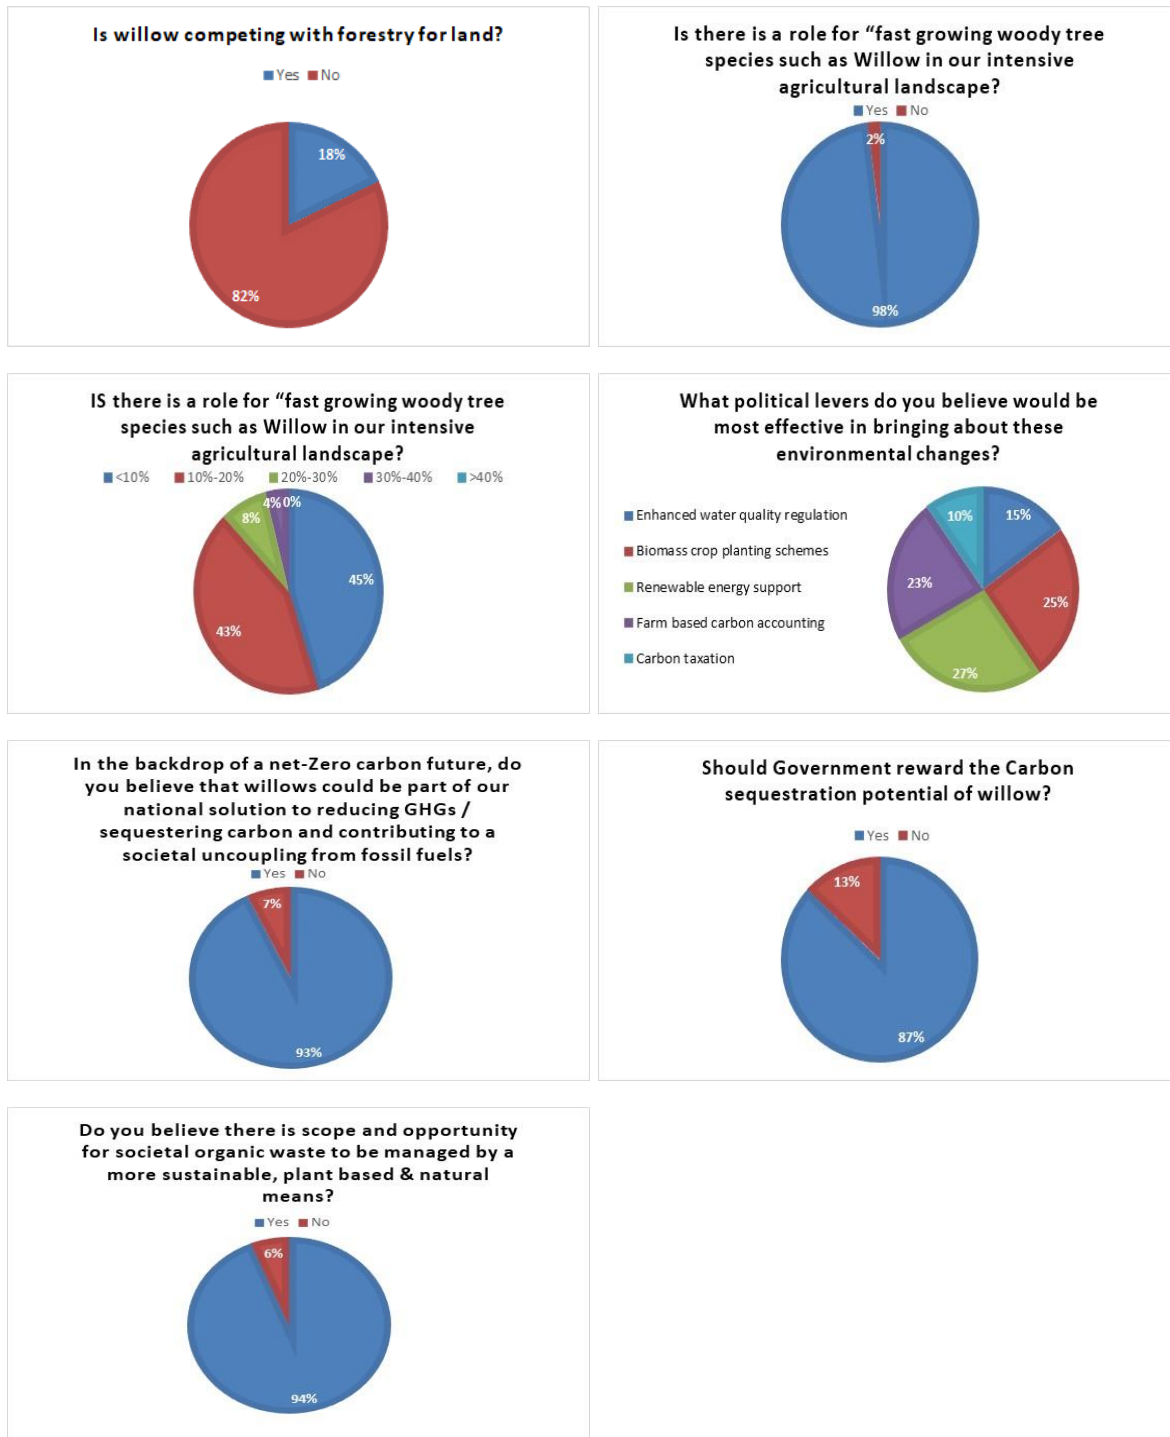 Is willow competing with forestry for land?
Yes No
18%
82%
Is there is a role for “fast growing woody tree
species such as Willow in our intensive
agricultural landscape?
Yes No
2%
98%
IS there is a role for “fast growing woody tree
species such as Willow in our intensive
agricultural landscape?
<10% 10%-20% 20%-30% 30%-40% >40%
4% 0%
8%
45%
43%
What political levers do you believe would be
most effective in bringing about these
environmental changes?
Enhanced water quality regulation
Biomass crop planting schemes
Renewable energy support
Farm based carbon accounting
Carbon taxation
10%
15%
23%
25%
27%
In the backdrop of a net-Zero carbon future, do
you believe that willows could be part of our
national solution to reducing GHGs /
sequestering carbon and contributing to a
societal uncoupling from fossil fuels?
Yes No
7%
93%
Should Government reward the Carbon
sequestration potential of willow?
Yes No
13%
87%
Do you believe there is scope and opportunity
for societal organic waste to be managed by a
more sustainable, plant based & natural
means?
Yes No
6%
94%